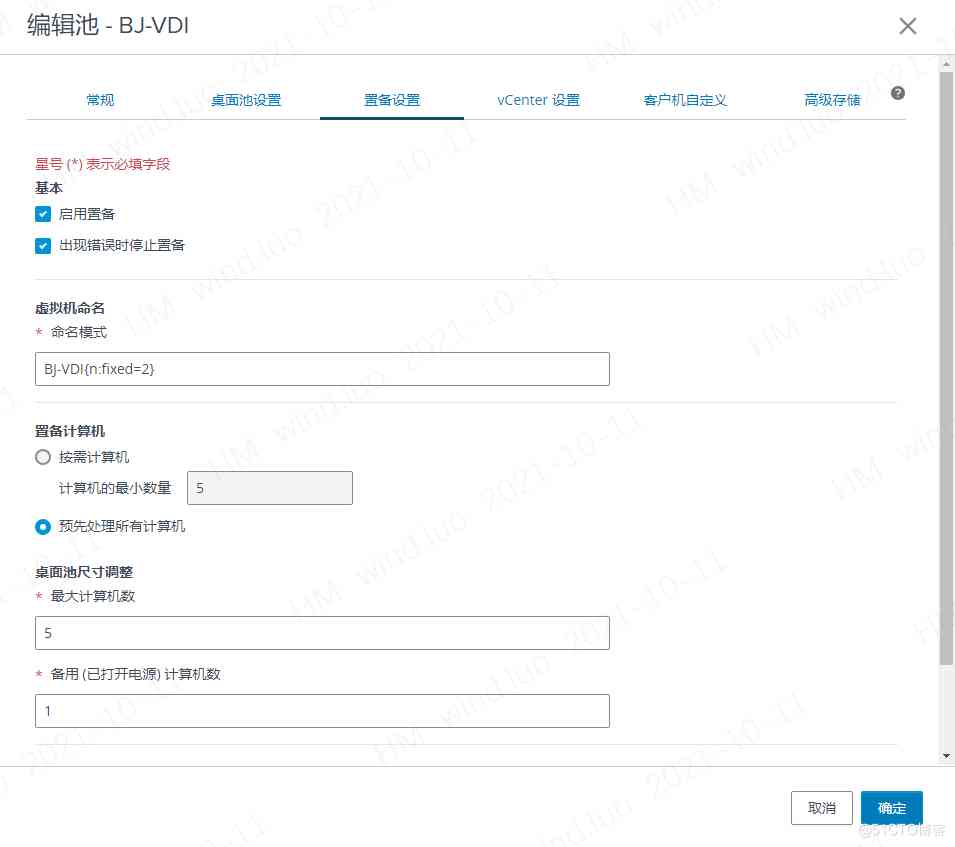 编辑池 - BJ-VDI
常规 桌面池设置 置备设置 vCenter 设置 客户机自定义 高级存储 ?
星号 (*) 表示必填字段
基本
启用置备
出现错误时停止置备
虚拟机命名
* 命名模式
BJ-VDI{n:fixed=2}
置备计算机
按需计算机
计算机的最小数量 5
预先处理所有计算机
桌面池尺寸调整
* 最大计算机数
5
* 备用 (已打开电源) 计算机数
1
取消 确定
@51CTO博客
HM wind.luo 2021-10-11